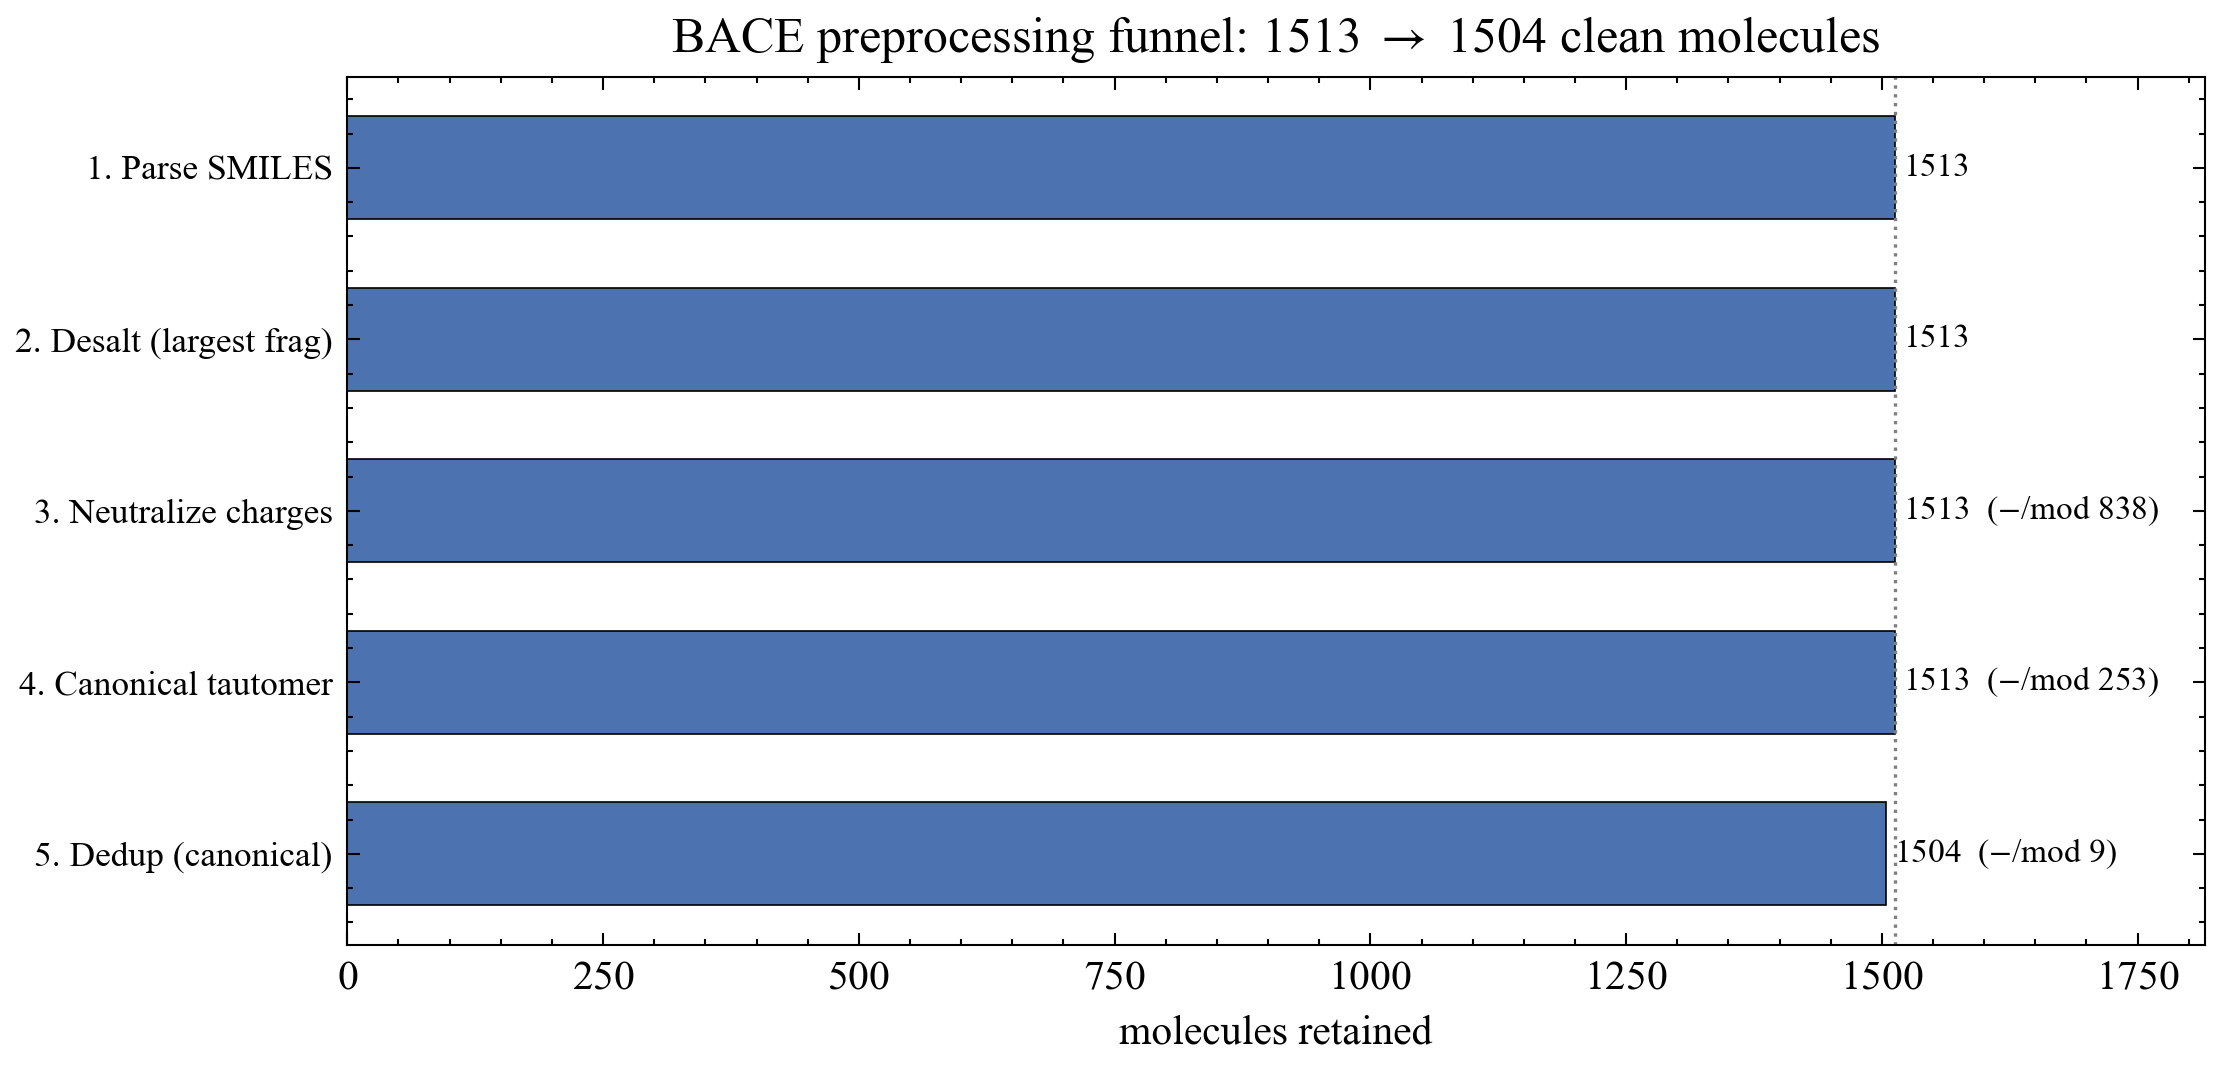 BACE preprocessing funnel: 1513 → 1504 clean molecules
1. Parse SMILES
1513
2. Desalt (largest frag)
1513
3. Neutralize charges
1513 (−/mod 838)
4. Canonical tautomer
1513 (−/mod 253)
5. Dedup (canonical)
1504 (−/mod 9)
0 250 500 750 1000 1250 1500 1750
molecules retained